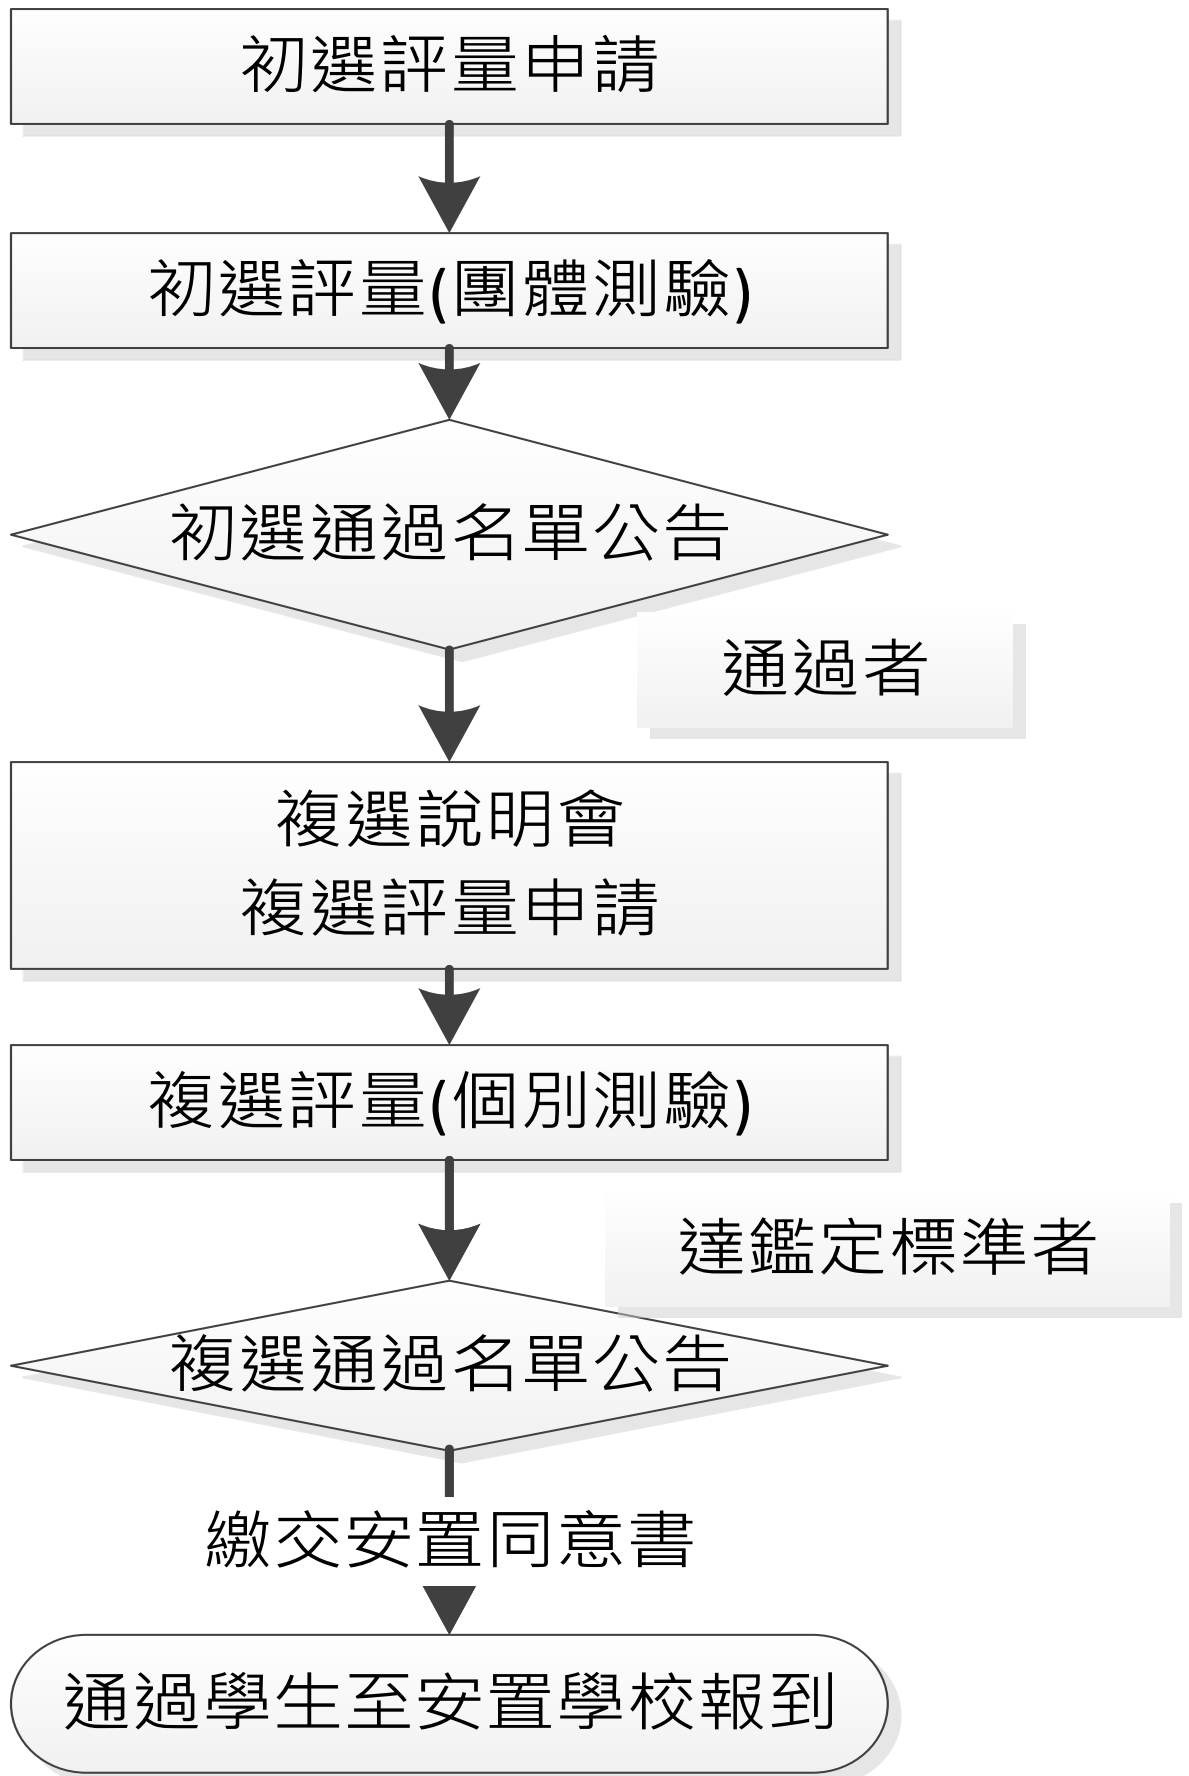 初選評量申請
初選評量(團體測驗)
初選通過名單公告
通過者
複選說明會
複選評量申請
複選評量(個別測驗)
達鑑定標準者
複選通過名單公告
繳交安置同意書
通過學生至安置學校報到